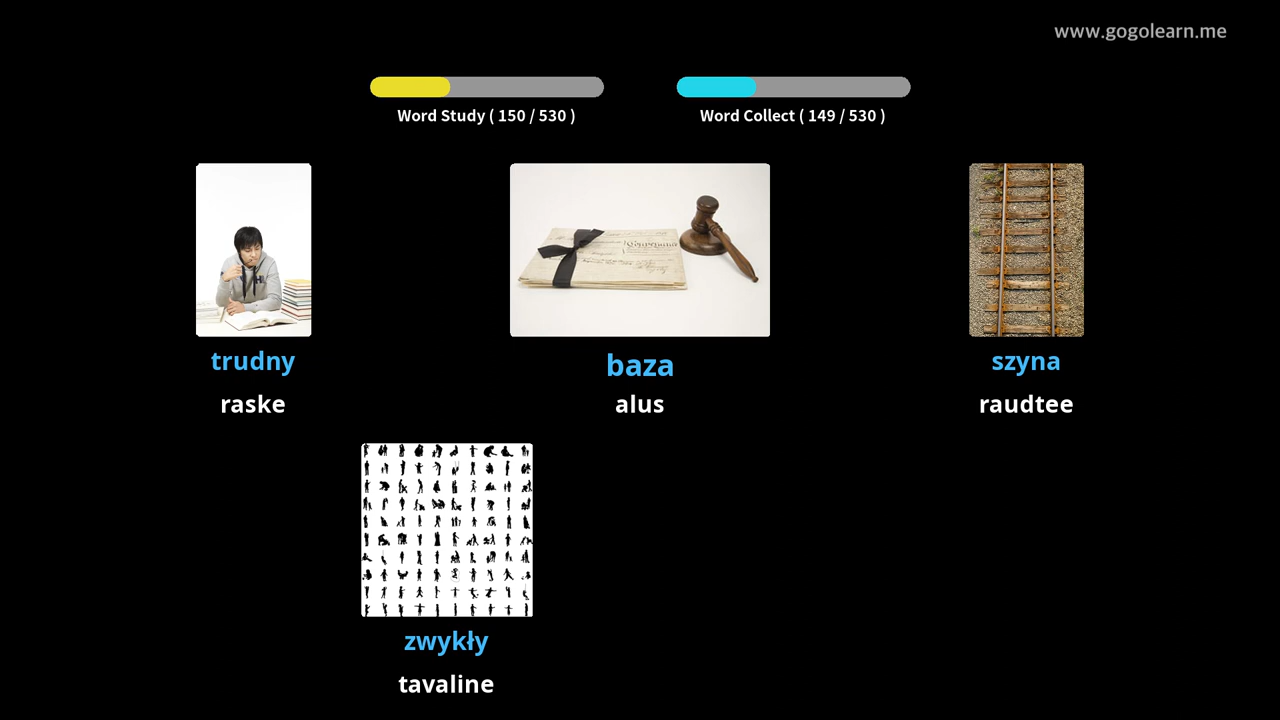 www.gogolearn.me
Word Study ( 150 / 530 )
Word Collect ( 149 / 530 )
trudny
raske
baza
alus
szyna
raudtee
zwykły
tavaline